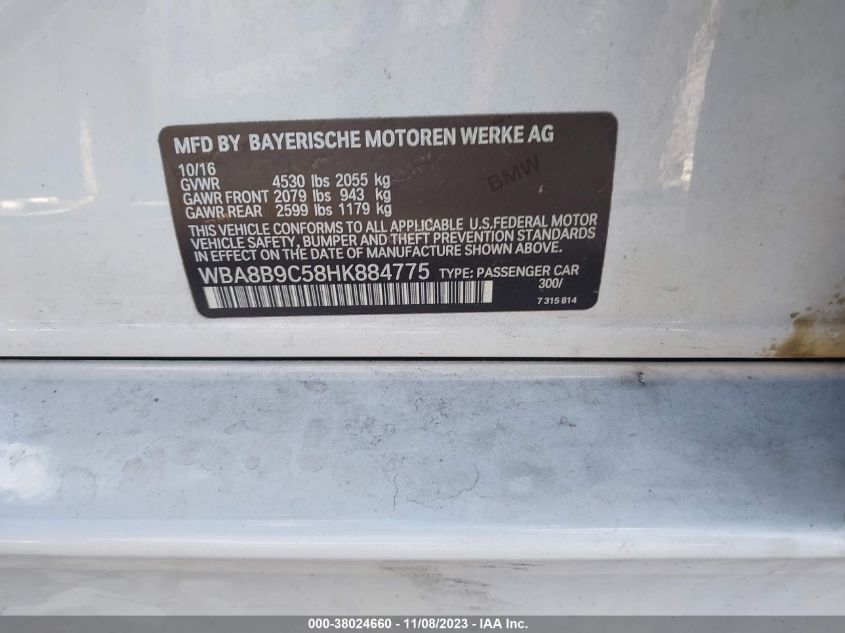 MFD BY BAYERISCHE MOTOREN WERKE AG
10/16
GVWR 4530 lbs 2055 kg
GAWR FRONT 2079 lbs 943 kg
GAWR REAR 2599 lbs 1179 kg
BMW
THIS VEHICLE CONFORMS TO ALL APPLICABLE U.S.FEDERAL MOTOR
VEHICLE SAFETY, BUMPER AND THEFT PREVENTION STANDARDS
IN EFFECT ON THE DATE OF MANUFACTURE SHOWN ABOVE.
WBA8B9C58HK884775 TYPE: PASSENGER CAR
300/
7 315 814
000-38024660 - 11/08/2023 - IAA Inc.